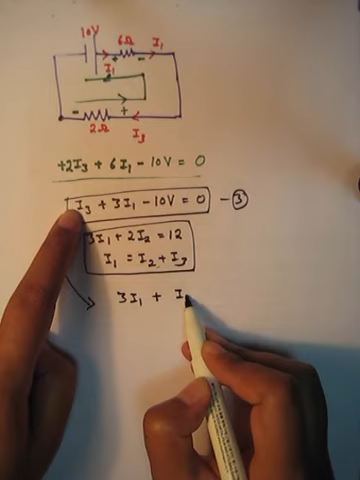 10V
6Ω I₁
+ -
I₁
- +
2Ω I₃
+2I₃ + 6I₁ - 10V = 0
I₃ + 3I₁ - 10V = 0 - ③
3I₁ + 2I₂ = 12
I₁ = I₂ + I₃
3I₁ + I